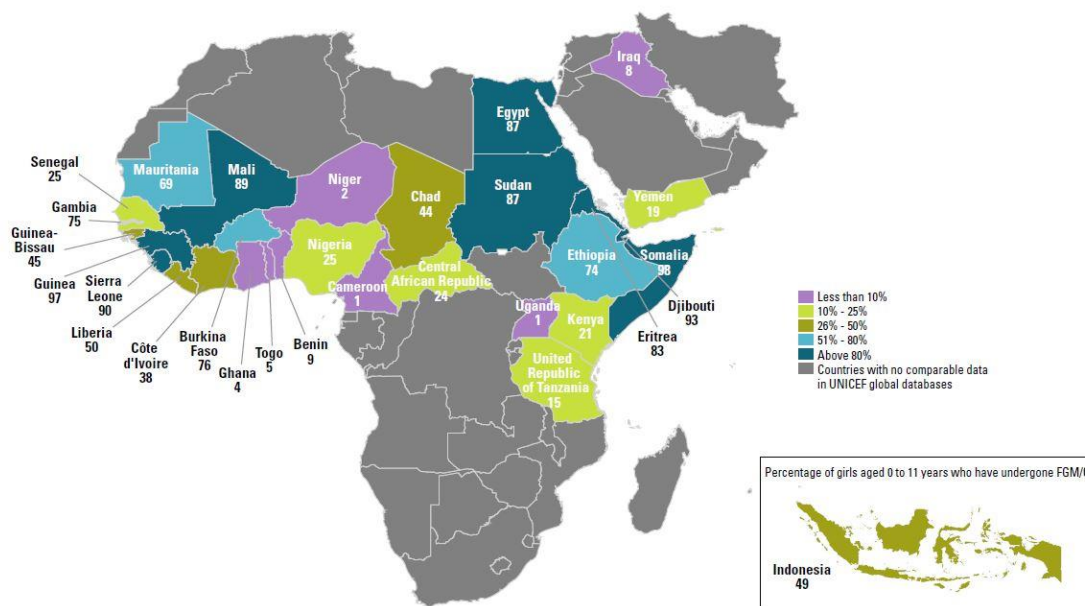 Iraq
8
Egypt
87
Senegal
25
Mauritania
69
Mali
89
Niger
2
Chad
44
Sudan
87
Yemen
19
Gambia
75
Guinea-
Bissau
45
Guinea
97
Sierra
Leone
90
Liberia
50
Côte
d'Ivoire
38
Burkina
Faso
76
Ghana
4
Togo
5
Benin
9
Nigeria
25
Cameroon
1
Central
African Republic
24
Ethiopia
74
Somalia
98
Djibouti
93
Eritrea
83
Uganda
1
Kenya
21
United
Republic
of Tanzania
15
Less than 10%
10% - 25%
26% - 50%
51% - 80%
Above 80%
Countries with no comparable data
in UNICEF global databases
Percentage of girls aged 0 to 11 years who have undergone FGM/
Indonesia
49